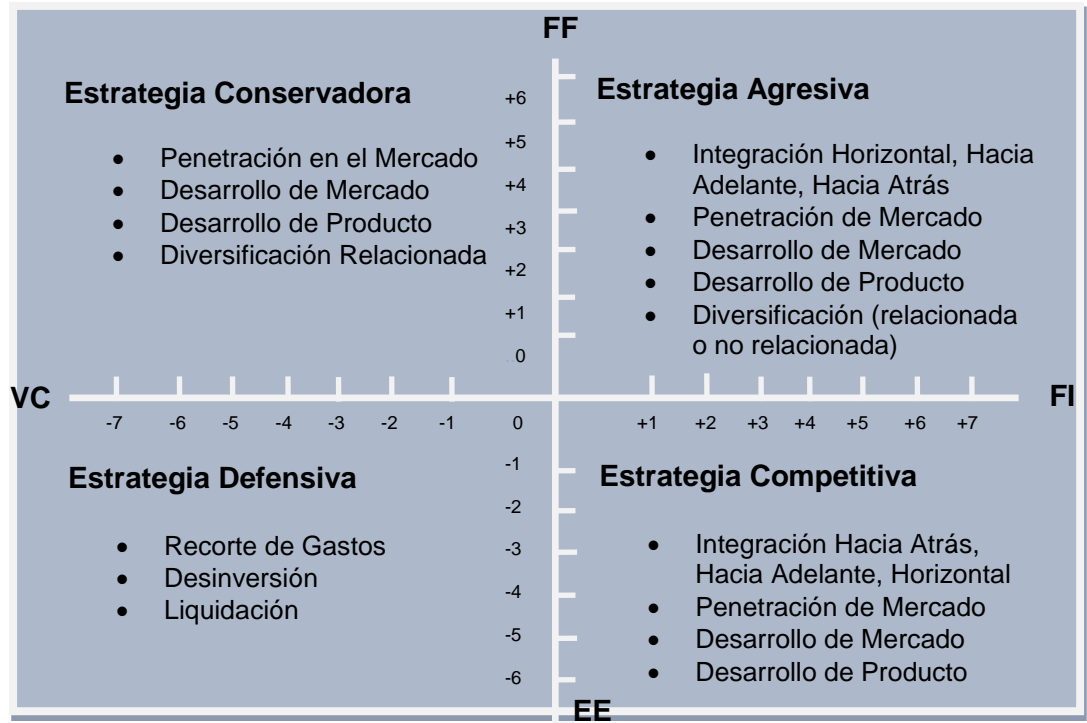 FF
Estrategia Conservadora
• Penetración en el Mercado
• Desarrollo de Mercado
• Desarrollo de Producto
• Diversificación Relacionada
Estrategia Agresiva
• Integración Horizontal, Hacia
Adelante, Hacia Atrás
• Penetración de Mercado
• Desarrollo de Mercado
• Desarrollo de Producto
• Diversificación (relacionada
o no relacionada)
+6
+5
+4
+3
+2
+1
0
VC
FI
-7 -6 -5 -4 -3 -2 -1 0 +1 +2 +3 +4 +5 +6 +7
Estrategia Defensiva
• Recorte de Gastos
• Desinversión
• Liquidación
-1
-2
-3
-4
-5
-6
Estrategia Competitiva
• Integración Hacia Atrás,
Hacia Adelante, Horizontal
• Penetración de Mercado
• Desarrollo de Mercado
• Desarrollo de Producto
EE